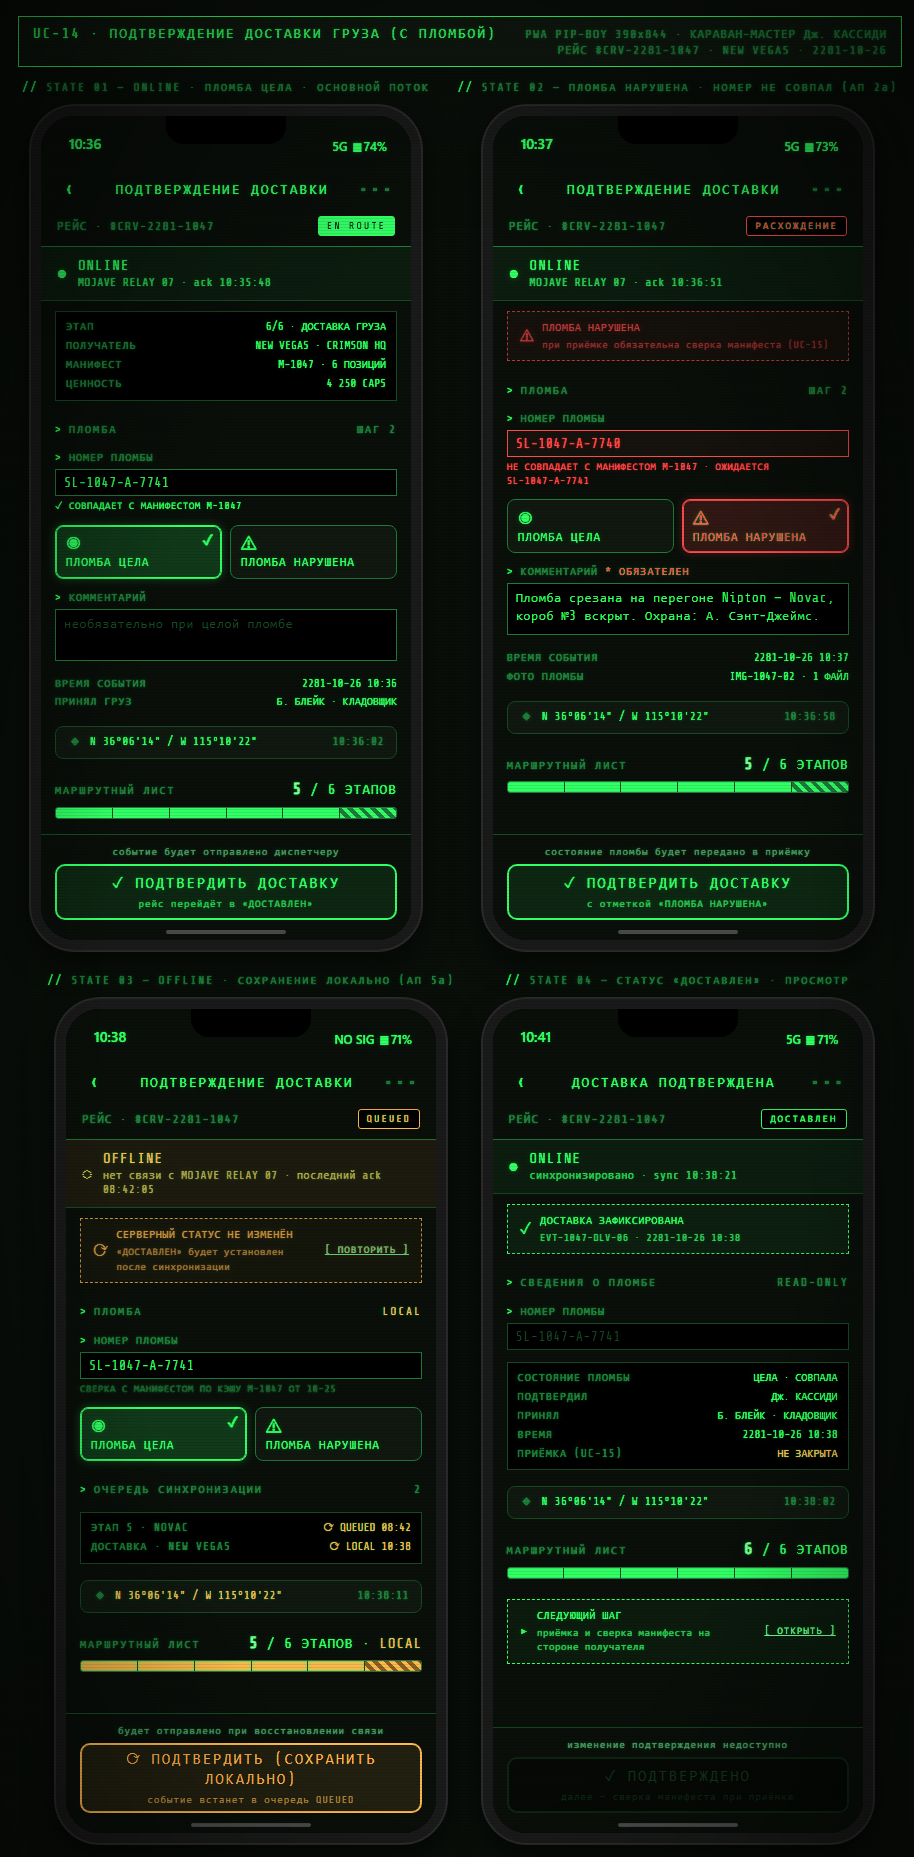 UC-14 · ПОДТВЕРЖДЕНИЕ ДОСТАВКИ ГРУЗА (С ПЛОМБОЙ)
PWA PIP-BOY 390x844 · КАРАВАН-МАСТЕР Дж. КАССИДИ
РЕЙС #CRV-2281-1047 · NEW VEGAS · 2281-10-26
// STATE 01 — ONLINE · ПЛОМБА ЦЕЛА · ОСНОВНОЙ ПОТОК
10:36
5G 74%
ПОДТВЕРЖДЕНИЕ ДОСТАВКИ
РЕЙС · #CRV-2281-1047
EN ROUTE
ONLINE
MOJAVE RELAY 07 · ack 10:35:48
ЭТАП 6/6 · ДОСТАВКА ГРУЗА
ПОЛУЧАТЕЛЬ NEW VEGAS · CRIMSON HQ
МАНИФЕСТ M-1047 · 6 ПОЗИЦИЙ
ЦЕННОСТЬ 4 250 CAPS
> ПЛОМБА ШАГ 2
> НОМЕР ПЛОМБЫ
SL-1047-A-7741
✓ СОВПАДАЕТ С МАНИФЕСТОМ M-1047
◉ ✓
ПЛОМБА ЦЕЛА
⚠
ПЛОМБА НАРУШЕНА
> КОММЕНТАРИЙ
необязательно при целой пломбе
ВРЕМЯ СОБЫТИЯ 2281-10-26 10:36
ПРИНЯЛ ГРУЗ Б. БЛЕЙК · КЛАДОВЩИК
◆ N 36°06'14" / W 115°10'22" 10:36:02
МАРШРУТНЫЙ ЛИСТ 5 / 6 ЭТАПОВ
событие будет отправлено диспетчеру
✓ ПОДТВЕРДИТЬ ДОСТАВКУ
рейс перейдёт в «ДОСТАВЛЕН»
// STATE 02 — ПЛОМБА НАРУШЕНА · НОМЕР НЕ СОВПАЛ (АП 2a)
10:37
5G 73%
ПОДТВЕРЖДЕНИЕ ДОСТАВКИ
РЕЙС · #CRV-2281-1047
РАСХОЖДЕНИЕ
ONLINE
MOJAVE RELAY 07 · ack 10:36:51
⚠ ПЛОМБА НАРУШЕНА
при приёмке обязательна сверка манифеста (UC-15)
> ПЛОМБА ШАГ 2
> НОМЕР ПЛОМБЫ
SL-1047-A-7740
НЕ СОВПАДАЕТ С МАНИФЕСТОМ M-1047 · ОЖИДАЕТСЯ
SL-1047-A-7741
◉
ПЛОМБА ЦЕЛА
⚠ ✓
ПЛОМБА НАРУШЕНА
> КОММЕНТАРИЙ * ОБЯЗАТЕЛЕН
Пломба срезана на перегоне Nipton — Novac,
короб №3 вскрыт. Охрана: А. Сэнт-Джеймс.
ВРЕМЯ СОБЫТИЯ 2281-10-26 10:37
ФОТО ПЛОМБЫ IMG-1047-02 · 1 ФАЙЛ
◆ N 36°06'14" / W 115°10'22" 10:36:58
МАРШРУТНЫЙ ЛИСТ 5 / 6 ЭТАПОВ
состояние пломбы будет передано в приёмку
✓ ПОДТВЕРДИТЬ ДОСТАВКУ
с отметкой «ПЛОМБА НАРУШЕНА»
// STATE 03 — OFFLINE · СОХРАНЕНИЕ ЛОКАЛЬНО (АП 5a)
10:38
NO SIG 71%
ПОДТВЕРЖДЕНИЕ ДОСТАВКИ
РЕЙС · #CRV-2281-1047
QUEUED
OFFLINE
нет связи с MOJAVE RELAY 07 · последний ack
08:42:05
СЕРВЕРНЫЙ СТАТУС НЕ ИЗМЕНЁН
⟳ «ДОСТАВЛЕН» будет установлен
после синхронизации
[ ПОВТОРИТЬ ]
> ПЛОМБА LOCAL
> НОМЕР ПЛОМБЫ
SL-1047-A-7741
СВЕРКА С МАНИФЕСТОМ ПО КЭШУ M-1047 ОТ 10-25
◉ ✓
ПЛОМБА ЦЕЛА
⚠
ПЛОМБА НАРУШЕНА
> ОЧЕРЕДЬ СИНХРОНИЗАЦИИ 2
ЭТАП 5 · NOVAC ⟳ QUEUED 08:42
ДОСТАВКА · NEW VEGAS ⟳ LOCAL 10:38
◆ N 36°06'14" / W 115°10'22" 10:38:11
МАРШРУТНЫЙ ЛИСТ 5 / 6 ЭТАПОВ · LOCAL
будет отправлено при восстановлении связи
⟳ ПОДТВЕРДИТЬ (СОХРАНИТЬ
ЛОКАЛЬНО)
событие встанет в очередь QUEUED
// STATE 04 — СТАТУС «ДОСТАВЛЕН» · ПРОСМОТР
10:41
5G 71%
ДОСТАВКА ПОДТВЕРЖДЕНА
РЕЙС · #CRV-2281-1047
ДОСТАВЛЕН
ONLINE
синхронизировано · sync 10:38:21
✓ ДОСТАВКА ЗАФИКСИРОВАНА
EVT-1047-DLV-06 · 2281-10-26 10:38
> СВЕДЕНИЯ О ПЛОМБЕ READ-ONLY
> НОМЕР ПЛОМБЫ
SL-1047-A-7741
СОСТОЯНИЕ ПЛОМБЫ ЦЕЛА · СОВПАЛА
ПОДТВЕРДИЛ Дж. КАССИДИ
ПРИНЯЛ Б. БЛЕЙК · КЛАДОВЩИК
ВРЕМЯ 2281-10-26 10:38
ПРИЁМКА (UC-15) НЕ ЗАКРЫТА
◆ N 36°06'14" / W 115°10'22" 10:38:02
МАРШРУТНЫЙ ЛИСТ 6 / 6 ЭТАПОВ
СЛЕДУЮЩИЙ ШАГ
▶ приёмка и сверка манифеста на
стороне получателя
[ ОТКРЫТЬ ]
изменение подтверждения недоступно
✓ ПОДТВЕРЖДЕНО
далее — сверка манифеста при приёмке